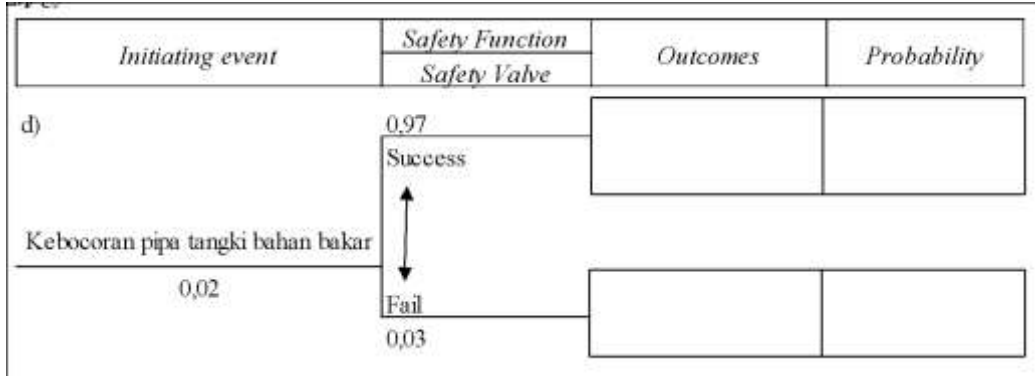 Initiating event
Safety Function
Safety Valve
Outcomes
Probability
d)
0,97
Success
Kebocoran pipa tangki bahan bakar
0,02
Fail
0,03